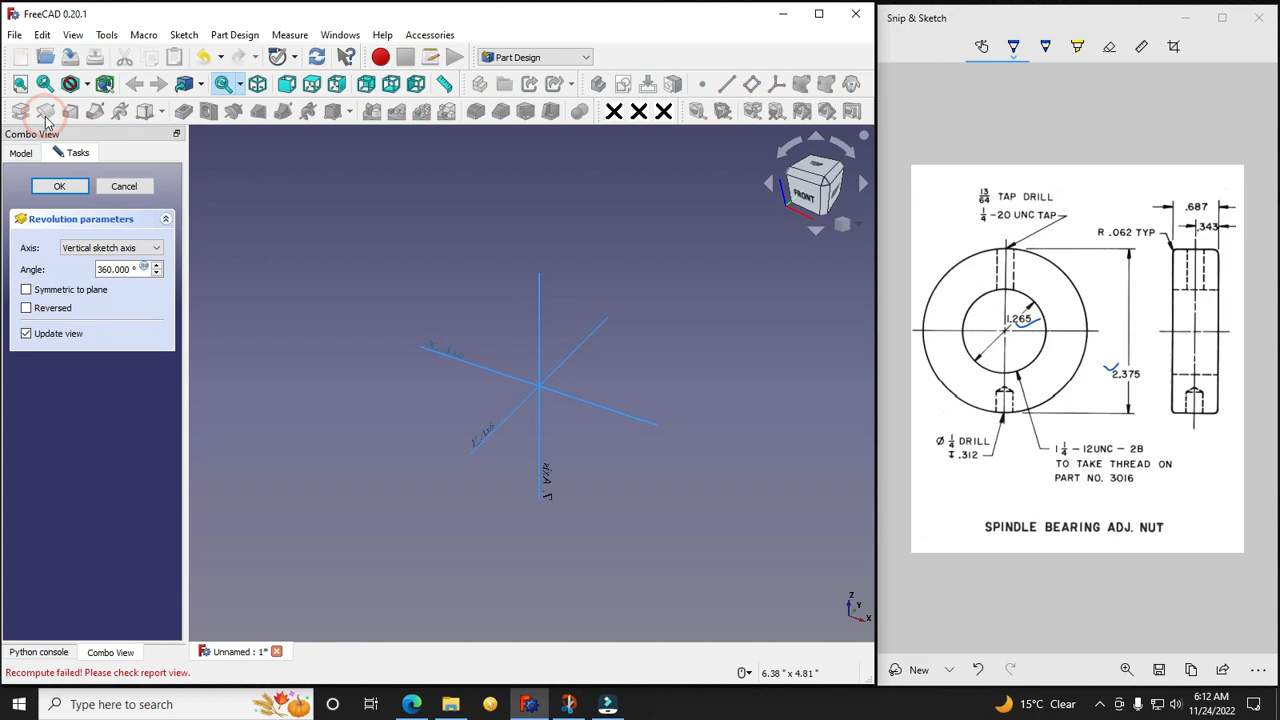 FreeCAD 0.20.1
Snip & Sketch
File Edit View Tools Macro Sketch Part Design Measure Windows Help Accessories
Part Design
Combo View
Model Tasks
OK Cancel
Revolution parameters
Axis: Vertical sketch axis
Angle: 360.000 °
Symmetric to plane
Reversed
Update view
FRONT
Y Axis
Z Axis
Z
Y
X
Python console Combo View
Unnamed : 1*
Recompute failed! Please check report view.
6.38 " x 4.81 "
13/64 TAP DRILL
1/4 -20 UNC TAP
.687
.343
R .062 TYP
1.265
2.375
Ø 1/4 DRILL
↧ .312
1 1/4 -12UNC-2B
TO TAKE THREAD ON
PART NO. 3016
SPINDLE BEARING ADJ. NUT
New
Type here to search
15°C Clear
6:12 AM
11/24/2022